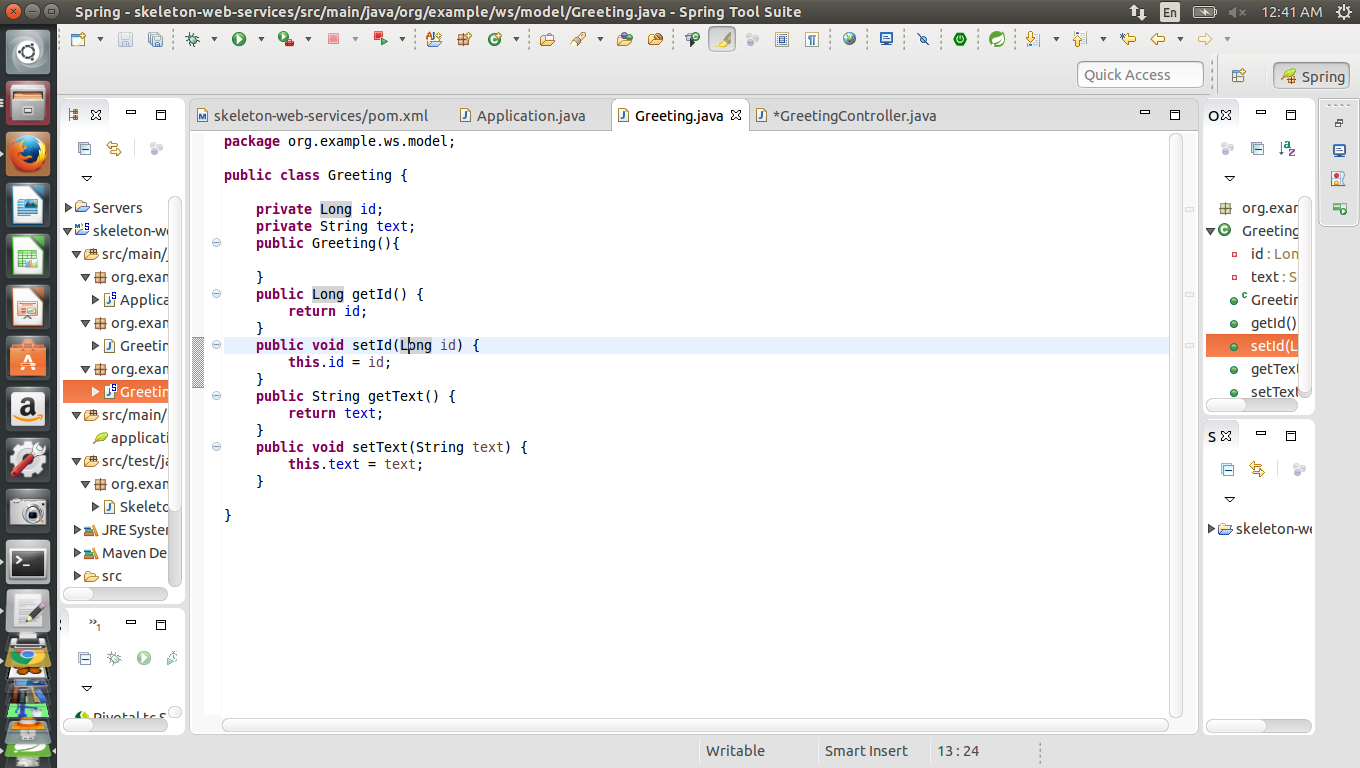 Spring - skeleton-web-services/src/main/java/org/example/ws/model/Greeting.java - Spring Tool Suite
En
12:41 AM
Quick Access
Spring
skeleton-web-services/pom.xml
Application.java
Greeting.java
*GreetingController.java
Servers
skeleton-w
src/main/j
org.exan
Applica
org.exan
Greetin
org.exan
Greetin
src/main/
applicati
src/test/ja
org.exan
Skeleto
JRE Syster
Maven De
src
»1
Pivotal tc S
package org.example.ws.model;
public class Greeting {
private Long id;
private String text;
public Greeting(){
}
public Long getId() {
return id;
}
public void setId(Long id) {
this.id = id;
}
public String getText() {
return text;
}
public void setText(String text) {
this.text = text;
}
}
O
org.exar
Greeting
id : Lon
text : S
Greetin
getId()
setId(L
getText
setText
S
skeleton-we
Writable
Smart Insert
13 : 24